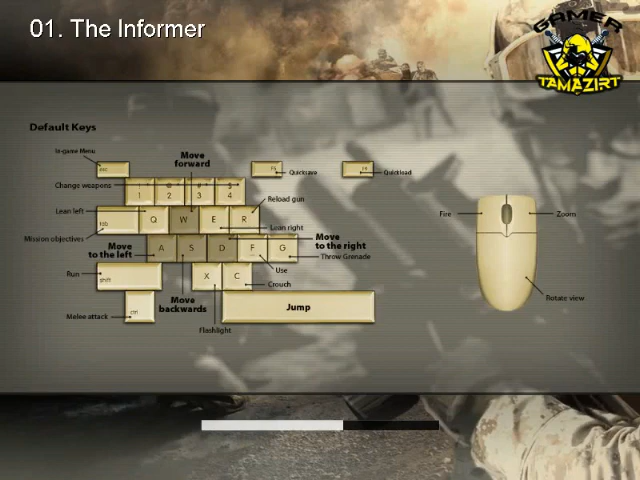 01. The Informer
GAMER
TAMAZIRT
Default Keys
In-game Menu
esc
Move
forward
F5
Quicksave
Quickload
Change weapons
1
2
3
4
Reload gun
Lean left
Q
W
E
R
Lean right
Fire
Zoom
Mission objectives
Move
to the left
A
S
D
F
G
Move
to the right
Throw Grenade
Use
Run
shift
X
C
Crouch
Move
backwards
Jump
Rotate view
Melee attack
ctrl
Flashlight